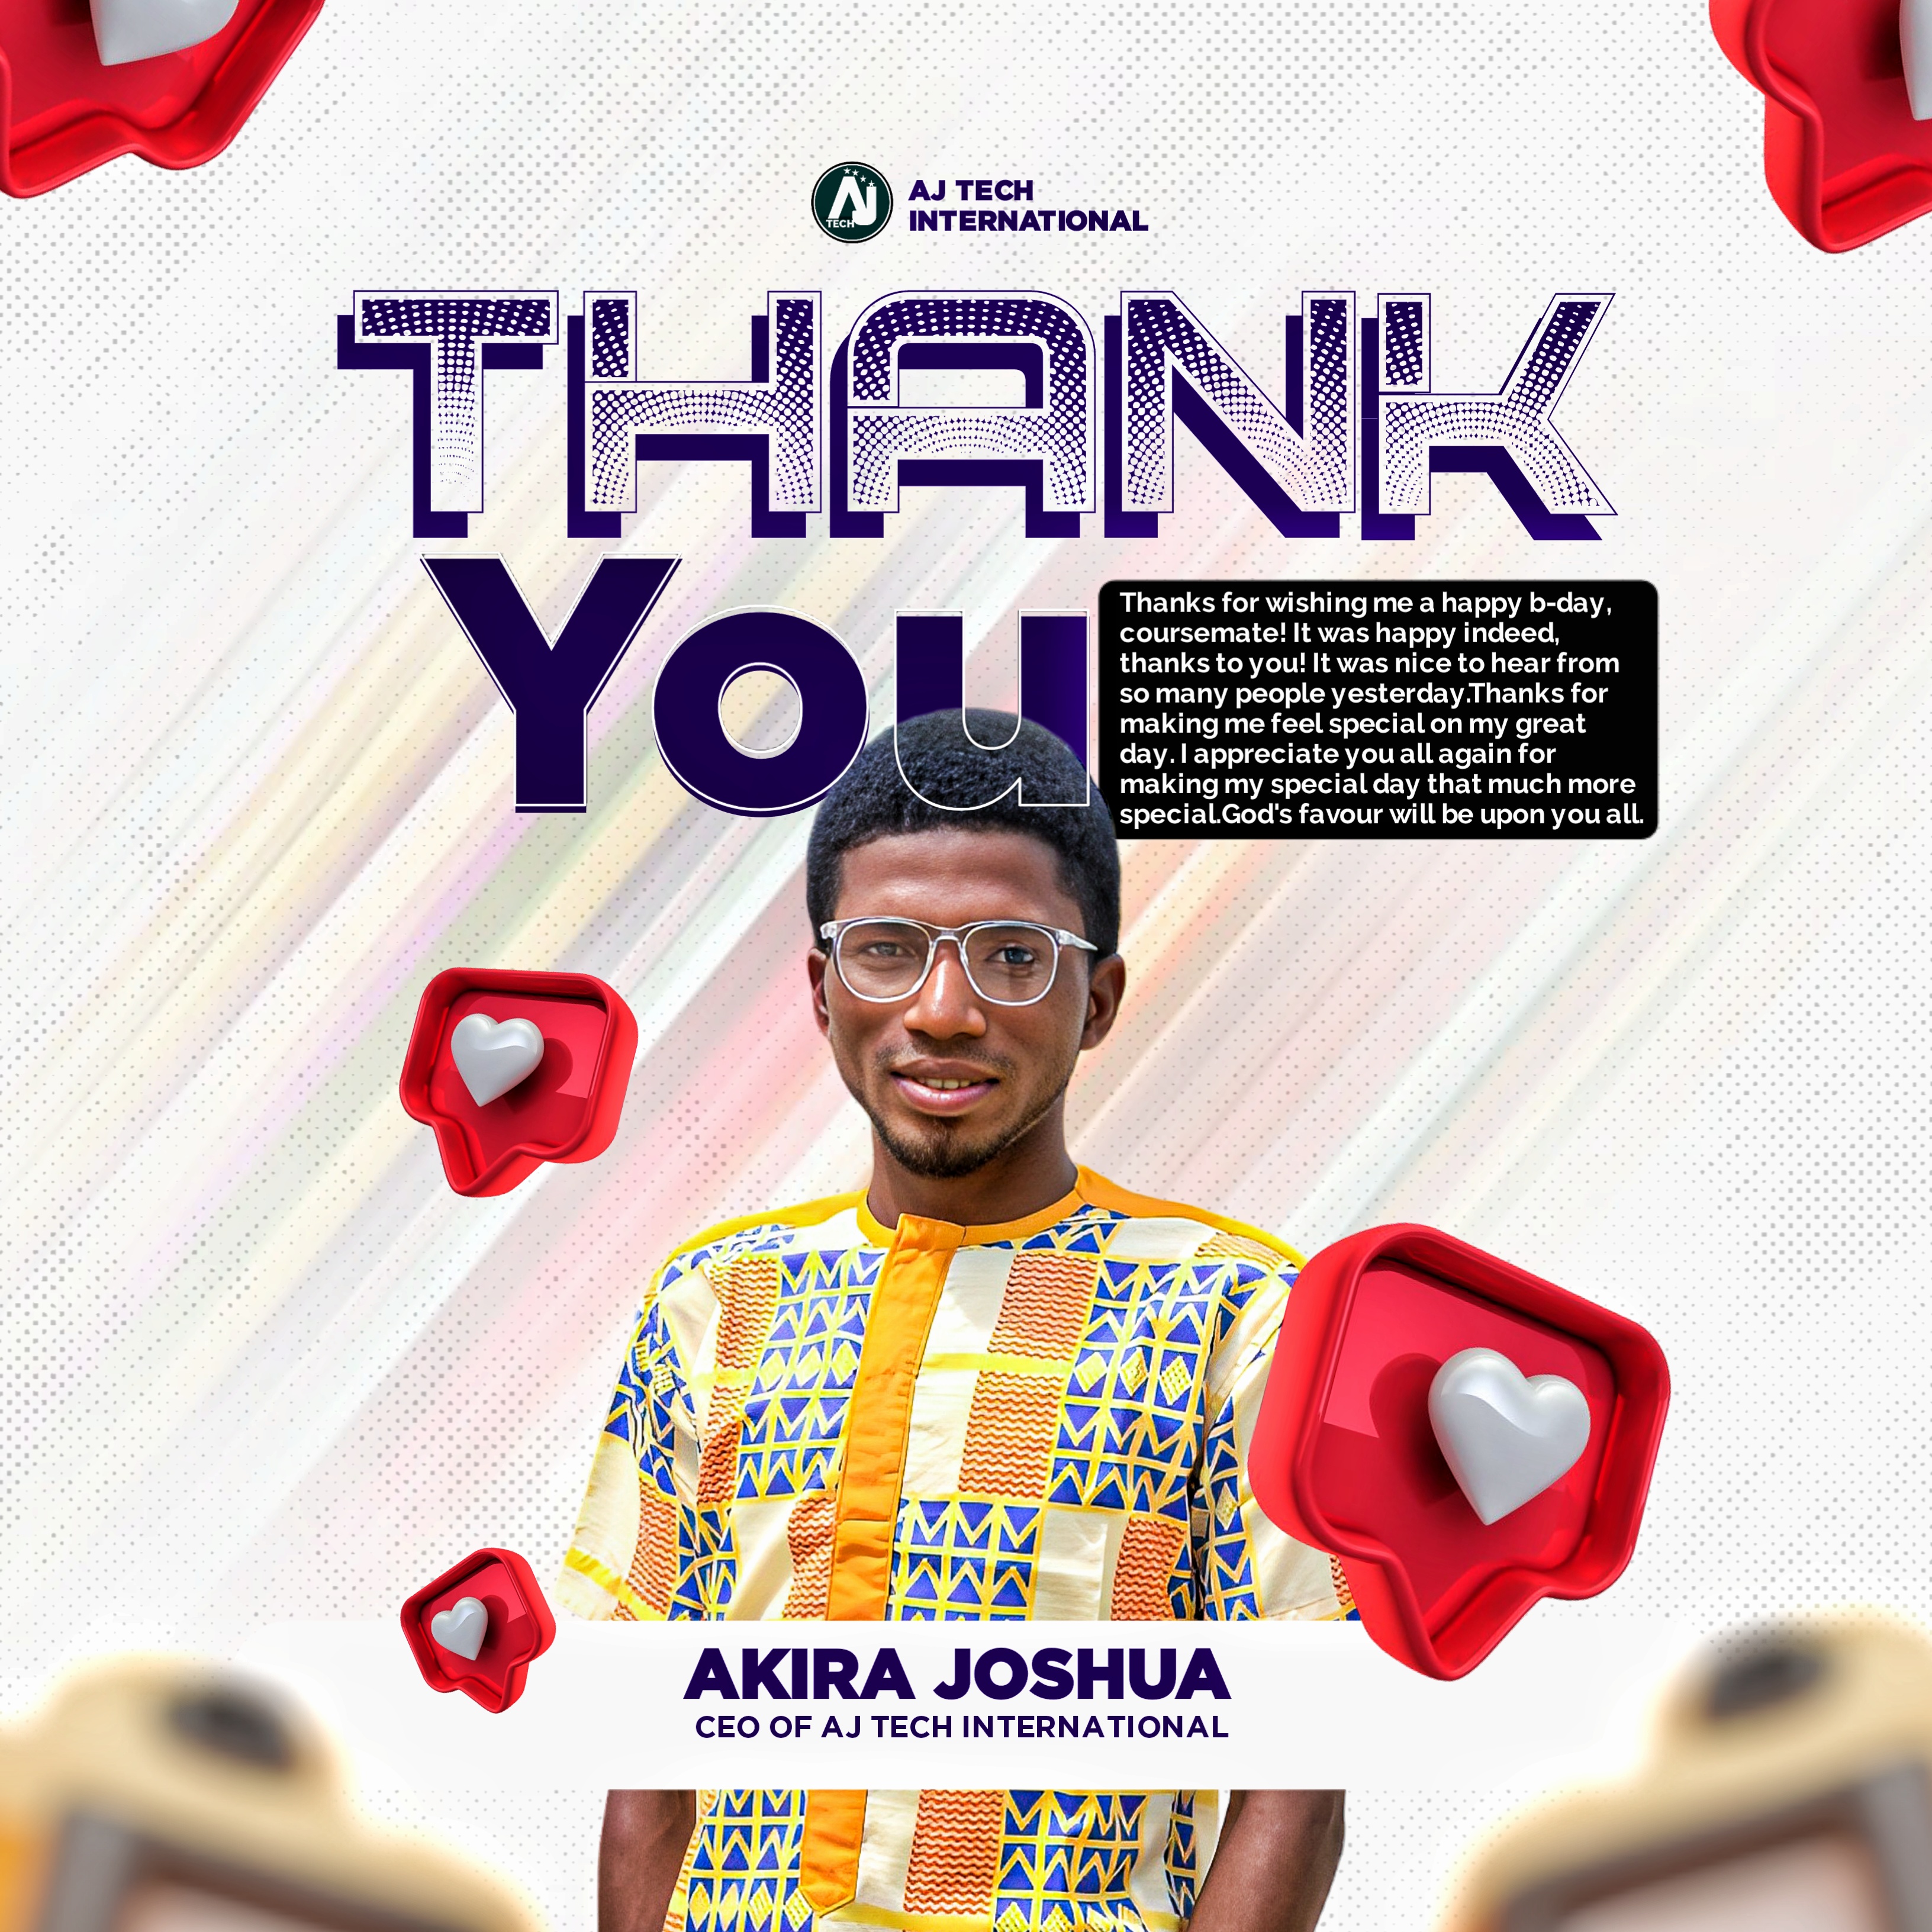 AJ
TECH
AJ TECH
INTERNATIONAL
THANK
You
Thanks for wishing me a happy b-day,
coursemate! It was happy indeed,
thanks to you! It was nice to hear from
so many people yesterday.Thanks for
making me feel special on my great
day. I appreciate you all again for
making my special day that much more
special.God's favour will be upon you all.
AKIRA JOSHUA
CEO OF AJ TECH INTERNATIONAL